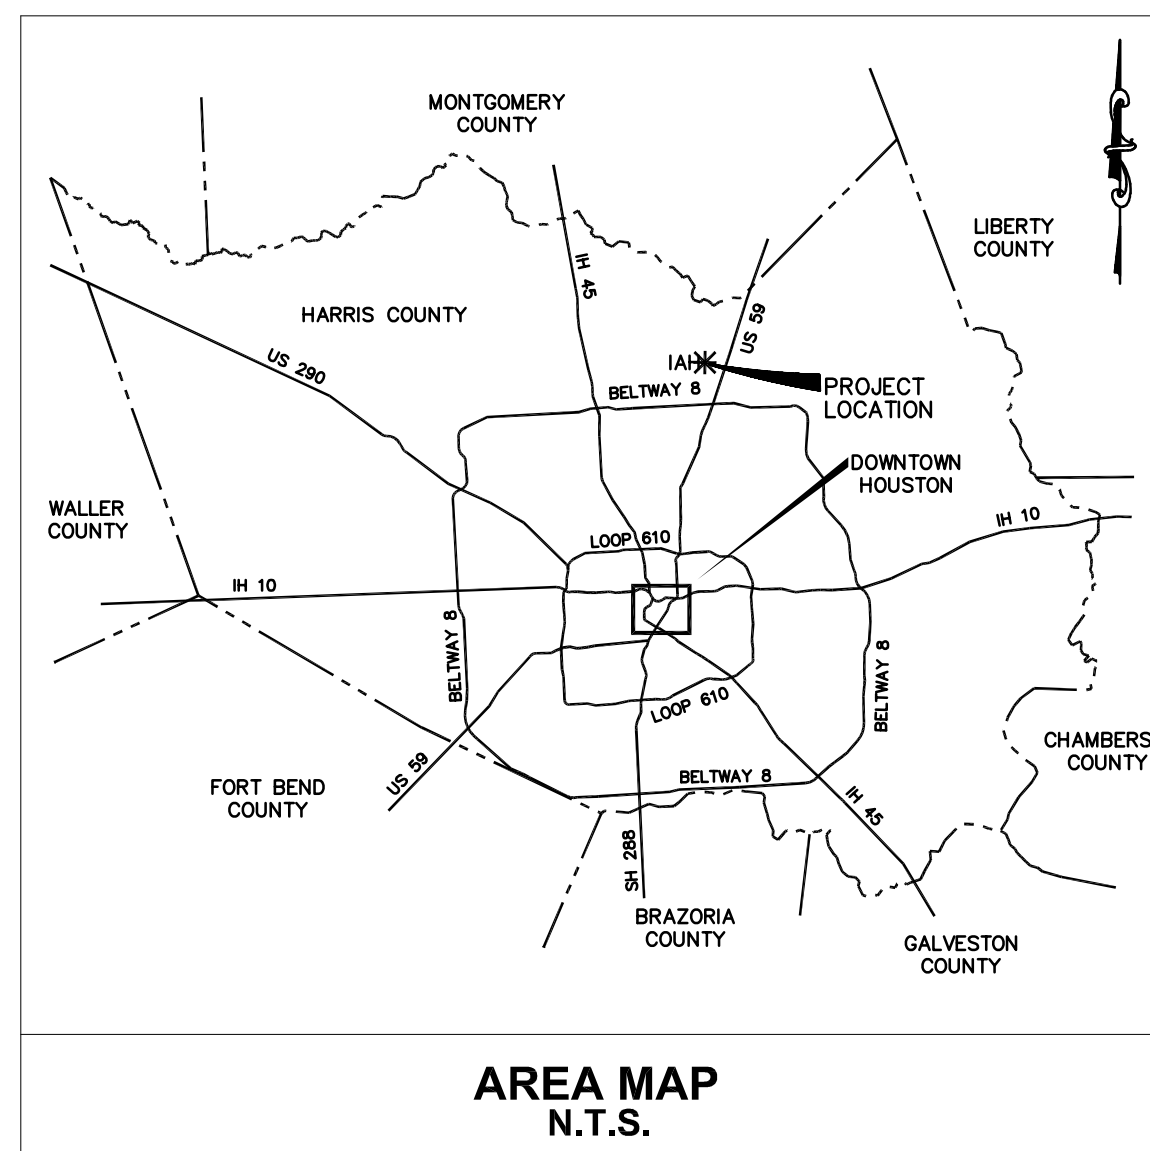 MONTGOMERY
COUNTY
LIBERTY
COUNTY
IH 45
HARRIS COUNTY
US 59
US 290
IAH
PROJECT
LOCATION
BELTWAY 8
DOWNTOWN
HOUSTON
WALLER
COUNTY
IH 10
LOOP 610
IH 10
BELTWAY 8
BELTWAY 8
LOOP 610
CHAMBERS
COUNTY
US 59
BELTWAY 8
FORT BEND
COUNTY
IH 45
SH 288
BRAZORIA
COUNTY
GALVESTON
COUNTY
AREA MAP
N.T.S.